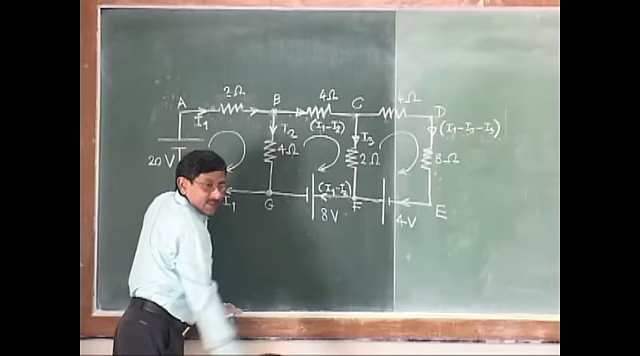 A 2Ω B 4Ω C 4Ω D
I₁ (I₁-I₂) (I₁-I₂-I₃)
I₂ I₃
20V 4Ω 2Ω 8Ω
I₁ G (I₁-I₂) F E
8V 4V